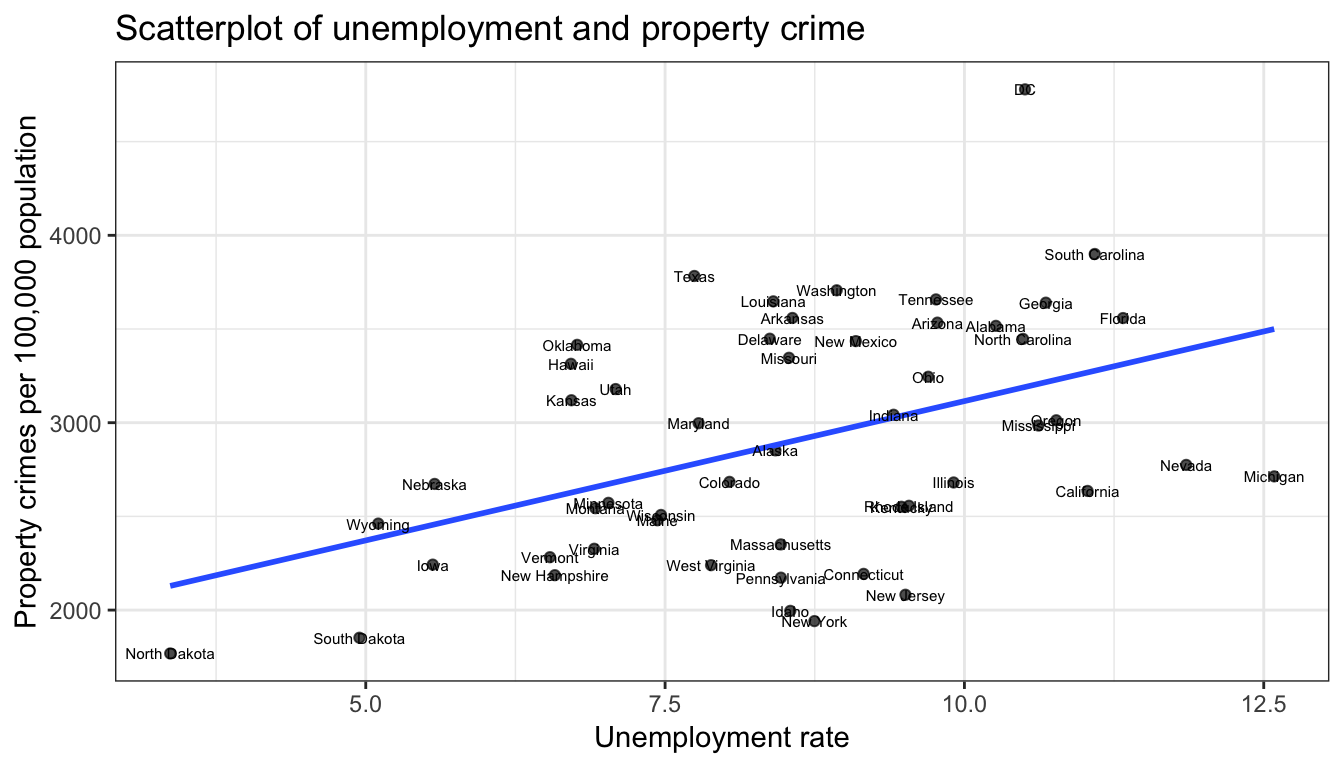 Scatterplot of unemployment and property crime
Property crimes per 100,000 population
4000
3000
2000
DC
South Carolina
Texas
Washington
Louisiana
Tennessee
Georgia
Arkansas
Florida
Arizona
Alabama
Delaware
New Mexico
North Carolina
Oklahoma
Missouri
Hawaii
Ohio
Utah
Kansas
Indiana
Maryland
Oregon
Mississippi
Alaska
Nevada
Michigan
Nebraska
Colorado
Illinois
California
Minnesota
Montana
Rhode Island
Kentucky
Wisconsin
Maine
Wyoming
Massachusetts
Virginia
Vermont
Iowa
West Virginia
New Hampshire
Pennsylvania
Connecticut
New Jersey
Idaho
New York
South Dakota
North Dakota
5.0
7.5
10.0
12.5
Unemployment rate